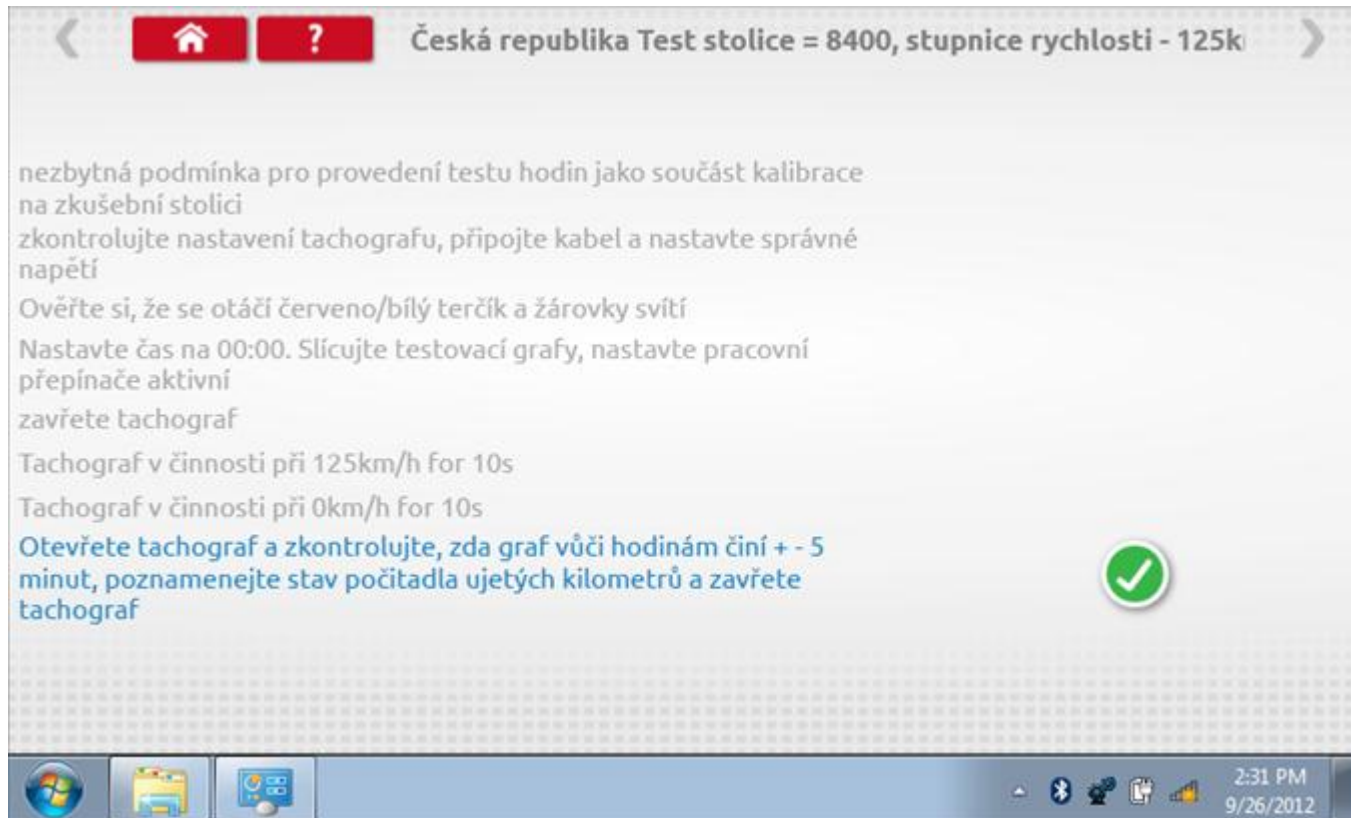 ?
Česká republika Test stolice = 8400, stupnice rychlosti - 125k
nezbytná podmínka pro provedení testu hodin jako součást kalibrace
na zkušební stolici
zkontrolujte nastavení tachografu, připojte kabel a nastavte správné
napětí
Ověřte si, že se otáčí červeno/bílý terčík a žárovky svítí
Nastavte čas na 00:00. Slícujte testovací grafy, nastavte pracovní
přepínače aktivní
zavřete tachograf
Tachograf v činnosti při 125km/h for 10s
Tachograf v činnosti při 0km/h for 10s
Otevřete tachograf a zkontrolujte, zda graf vůči hodinám činí + - 5
minut, poznamenejte stav počitadla ujetých kilometrů a zavřete
tachograf
2:31 PM
9/26/2012